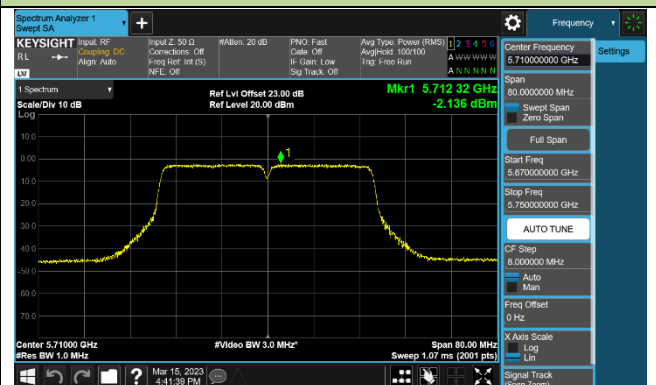 Spectrum Analyzer 1
Swept SA
Frequency
KEYSIGHT
Input: RF
Coupling: DC
Align: Auto
Input Z: 50 Ω
Corrections: Off
Freq Ref: Int (S)
NFE: Off
#Atten: 20 dB
PNO: Fast
Gate: Off
IF Gain: Low
Sig Track: Off
Avg Type: Power (RMS)
Avg|Hold: 100/100
Trig: Free Run
1 2 3 4 5 6
A W W W W W
A N N N N N
RL
LXI
Center Frequency
5.710000000 GHz
Settings
Span
80.0000000 MHz
Swept Span
Zero Span
Full Span
Start Freq
5.670000000 GHz
Stop Freq
5.750000000 GHz
AUTO TUNE
CF Step
8.000000 MHz
Auto
Man
Freq Offset
0 Hz
X Axis Scale
Log
Lin
Signal Track
(Span Zoom)
1 Spectrum
Scale/Div 10 dB
Log
Ref Lvl Offset 23.00 dB
Ref Level 20.00 dBm
Mkr1 5.712 32 GHz
-2.136 dBm
1
10.0
0.00
-10.0
-20.0
-30.0
-40.0
-50.0
-60.0
-70.0
Center 5.71000 GHz
#Res BW 1.0 MHz
#Video BW 3.0 MHz*
Span 80.00 MHz
Sweep 1.07 ms (2001 pts)
?
Mar 15, 2023
4:41:39 PM